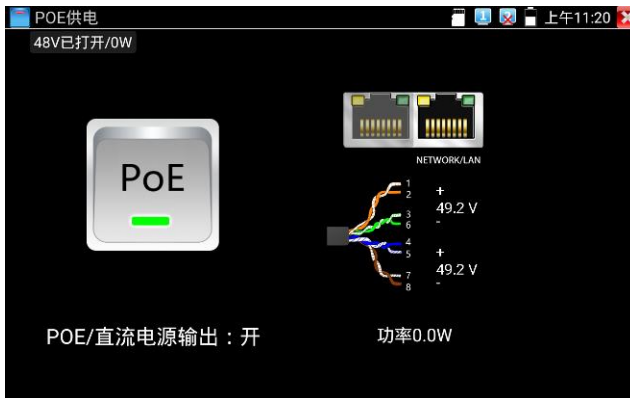 POE供电
1
2
上午11:20
48V已打开/0W
PoE
NETWORK/LAN
1
2
+
3
49.2 V
6
-
4
5
+
7
49.2 V
8
-
POE/直流电源输出：开
功率0.0W